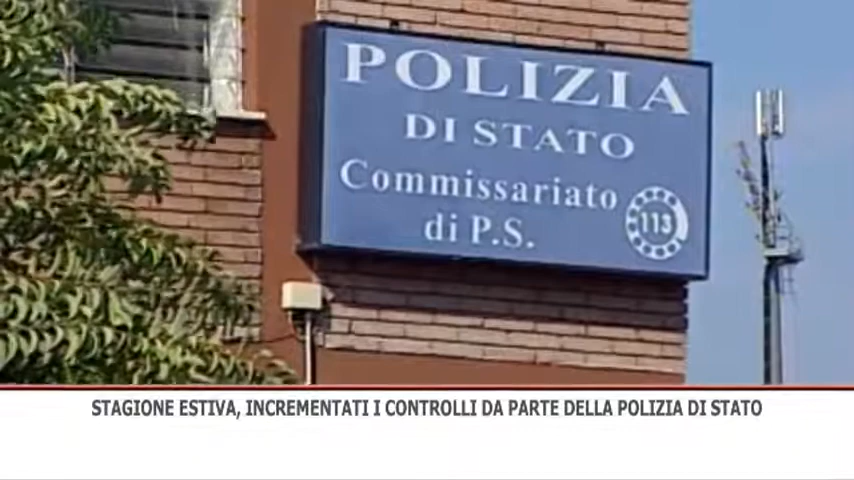 POLIZIA
DI STATO
Commissariato
di P.S.
113
STAGIONE ESTIVA, INCREMENTATI I CONTROLLI DA PARTE DELLA POLIZIA DI STATO